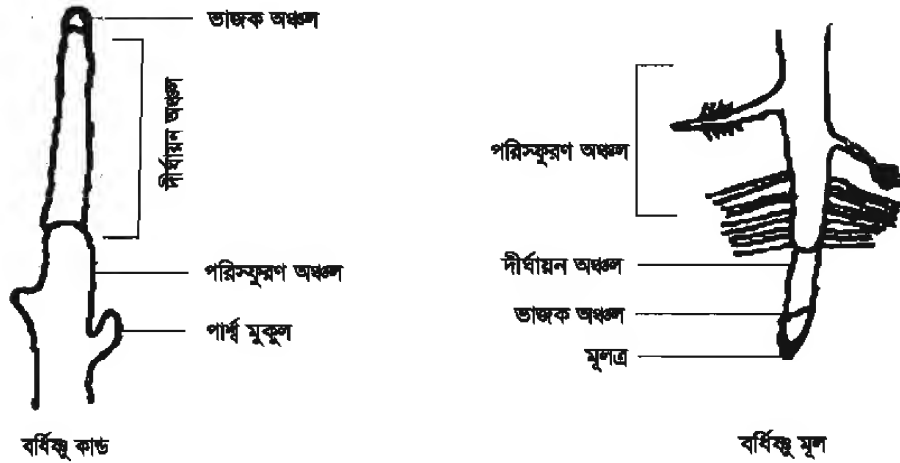 ভাজক অঞ্চল
দীর্ঘায়ন অঞ্চল
পরিস্ফুরণ অঞ্চল
পার্শ্ব মুকুল
বর্ধিষ্ণু কান্ড
পরিস্ফুরণ অঞ্চল
দীর্ঘায়ন অঞ্চল
ভাজক অঞ্চল
মূলত্র
বর্ধিষ্ণু মূল